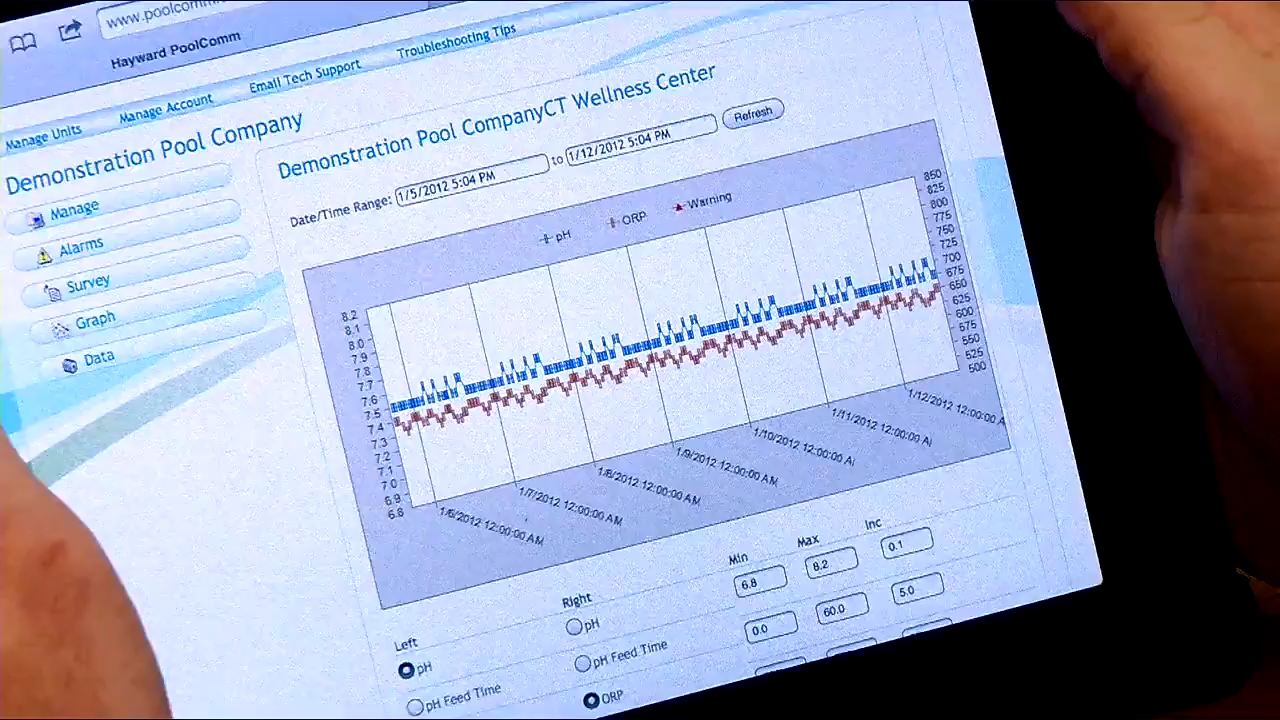 www.poolcomm
Hayward PoolComm
Manage Units Manage Account Email Tech Support Troubleshooting Tips
Demonstration Pool Company
Manage
Alarms
Survey
Graph
Data
Demonstration Pool CompanyCT Wellness Center
Date/Time Range: 1/5/2012 5:04 PM to 1/12/2012 5:04 PM Refresh
pH ORP Warning
8.2
8.1
8.0
7.9
7.8
7.7
7.6
7.5
7.4
7.3
7.2
7.1
7.0
6.9
6.8
850
825
800
775
750
725
700
675
650
625
600
575
550
525
500
1/6/2012 12:00:00 AM
1/7/2012 12:00:00 AM
1/8/2012 12:00:00 AM
1/9/2012 12:00:00 AM
1/10/2012 12:00:00 A
1/11/2012 12:00:00 A
1/12/2012 12:00:00 A
Left Right Min Max Inc
pH pH 6.8 8.2 0.1
pH Feed Time pH Feed Time 0.0 60.0 5.0
ORP